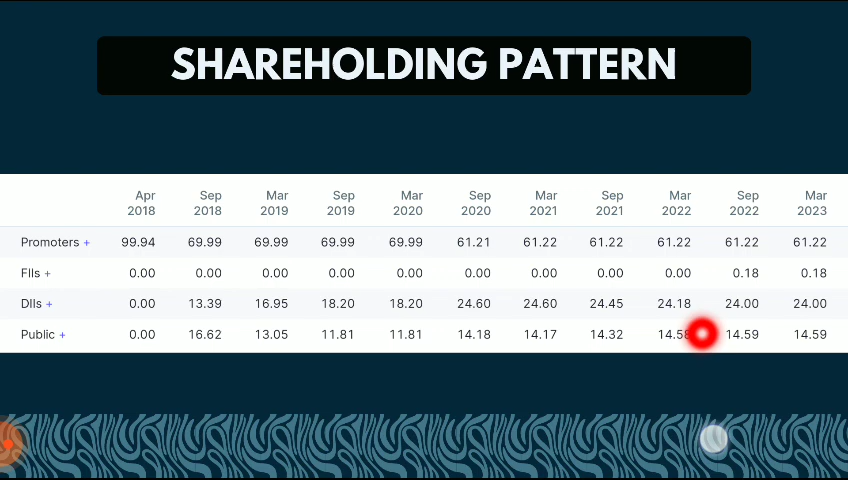 SHAREHOLDING PATTERN
Apr 2018 Sep 2018 Mar 2019 Sep 2019 Mar 2020 Sep 2020 Mar 2021 Sep 2021 Mar 2022 Sep 2022 Mar 2023
Promoters + 99.94 69.99 69.99 69.99 69.99 61.21 61.22 61.22 61.22 61.22 61.22
FIIs + 0.00 0.00 0.00 0.00 0.00 0.00 0.00 0.00 0.00 0.18 0.18
DIIs + 0.00 13.39 16.95 18.20 18.20 24.60 24.60 24.45 24.18 24.00 24.00
Public + 0.00 16.62 13.05 11.81 11.81 14.18 14.17 14.32 14.58 14.59 14.59